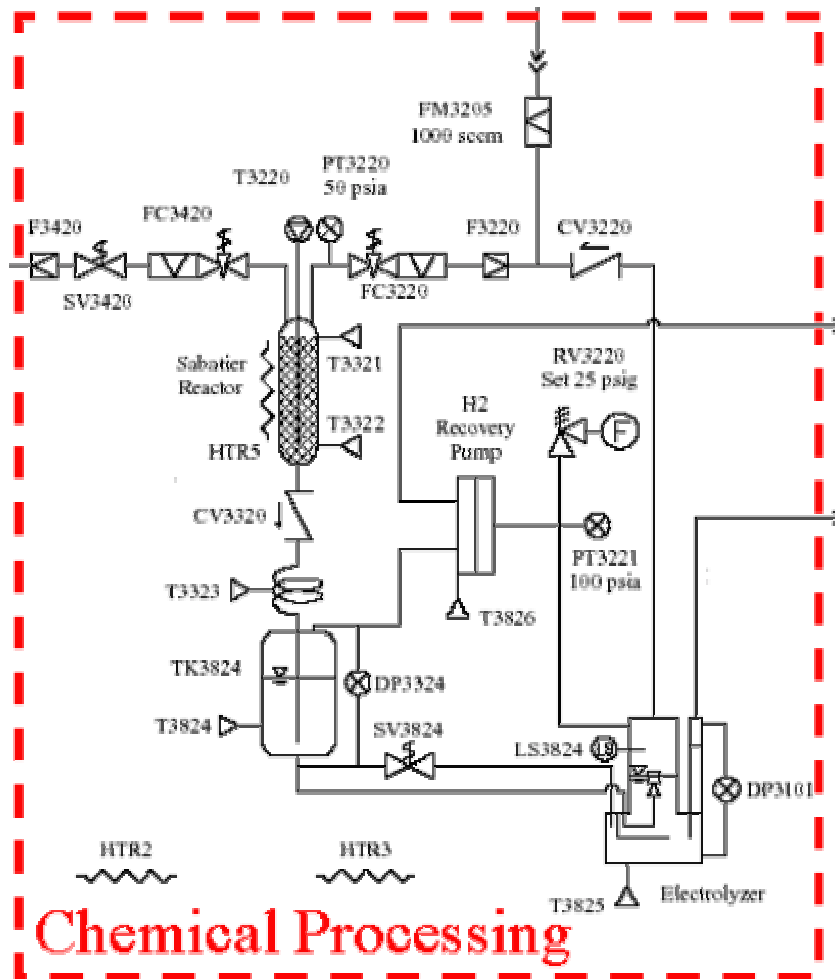 FM3205
1000 sccm
T3220
PT3220
50 psia
F3420
FC3420
F3220
CV3220
SV3420
FC3220
Sabatier
Reactor
T3321
RV3220
Set 25 psig
H2
Recovery
Pump
T3322
HTR5
F
CV3320
PT3221
100 psia
T3323
T3826
TK3824
DP3324
T3824
SV3824
LS3824
DP3101
HTR2
HTR3
T3825
Electrolyzer
Chemical Processing